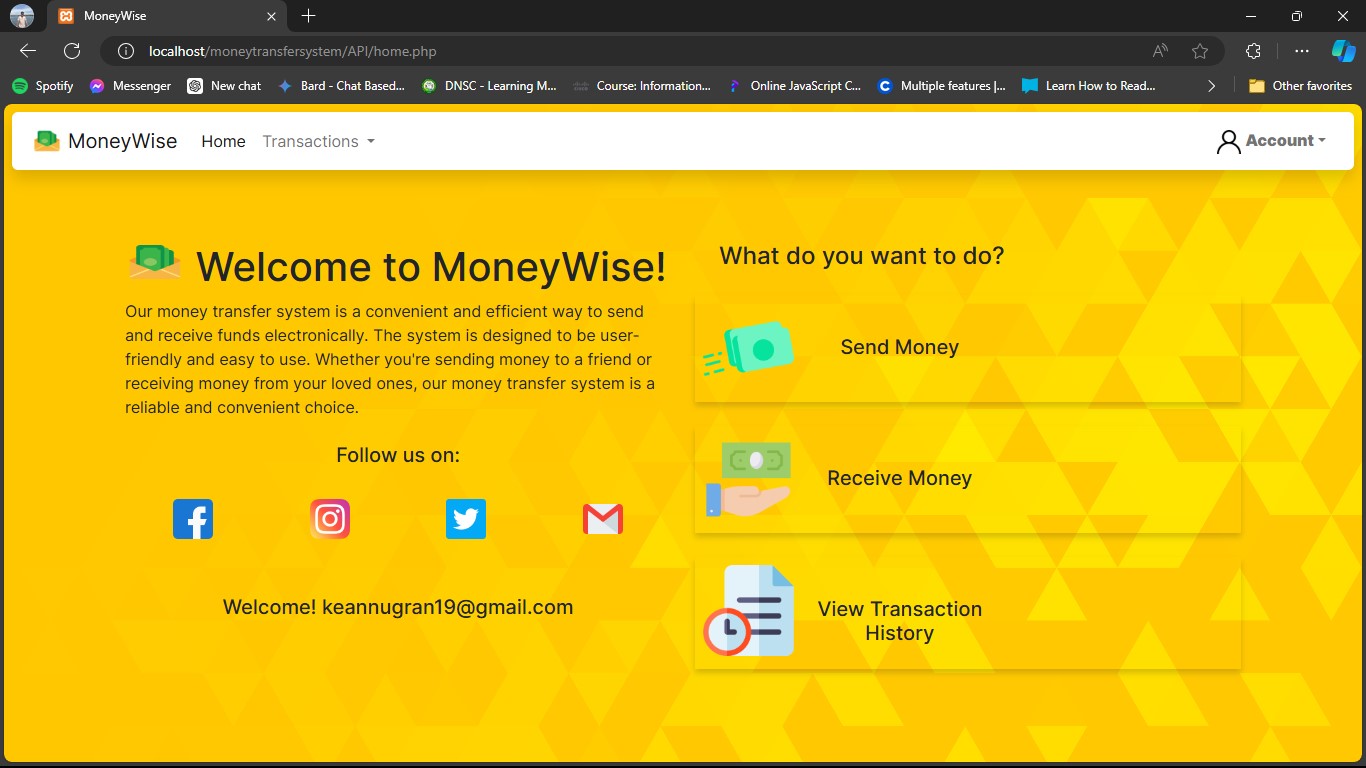 MoneyWise
localhost/moneytransfersystem/API/home.php
Spotify
Messenger
New chat
Bard - Chat Based...
DNSC - Learning M...
Course: Information...
Online JavaScript C...
Multiple features |...
Learn How to Read...
Other favorites
MoneyWise
Home
Transactions
Account
Welcome to MoneyWise!
Our money transfer system is a convenient and efficient way to send
and receive funds electronically. The system is designed to be user-
friendly and easy to use. Whether you're sending money to a friend or
receiving money from your loved ones, our money transfer system is a
reliable and convenient choice.
Follow us on:
Welcome! keannugran19@gmail.com
What do you want to do?
Send Money
Receive Money
View Transaction
History